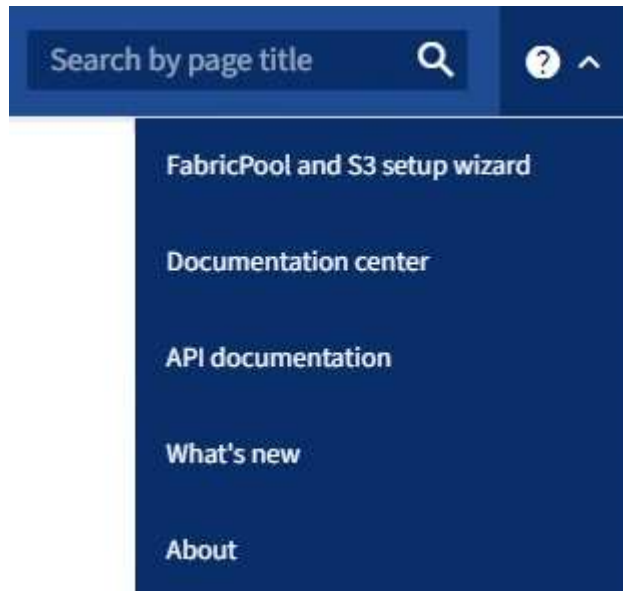 Search by page title
FabricPool and S3 setup wizard
Documentation center
API documentation
What's new
About